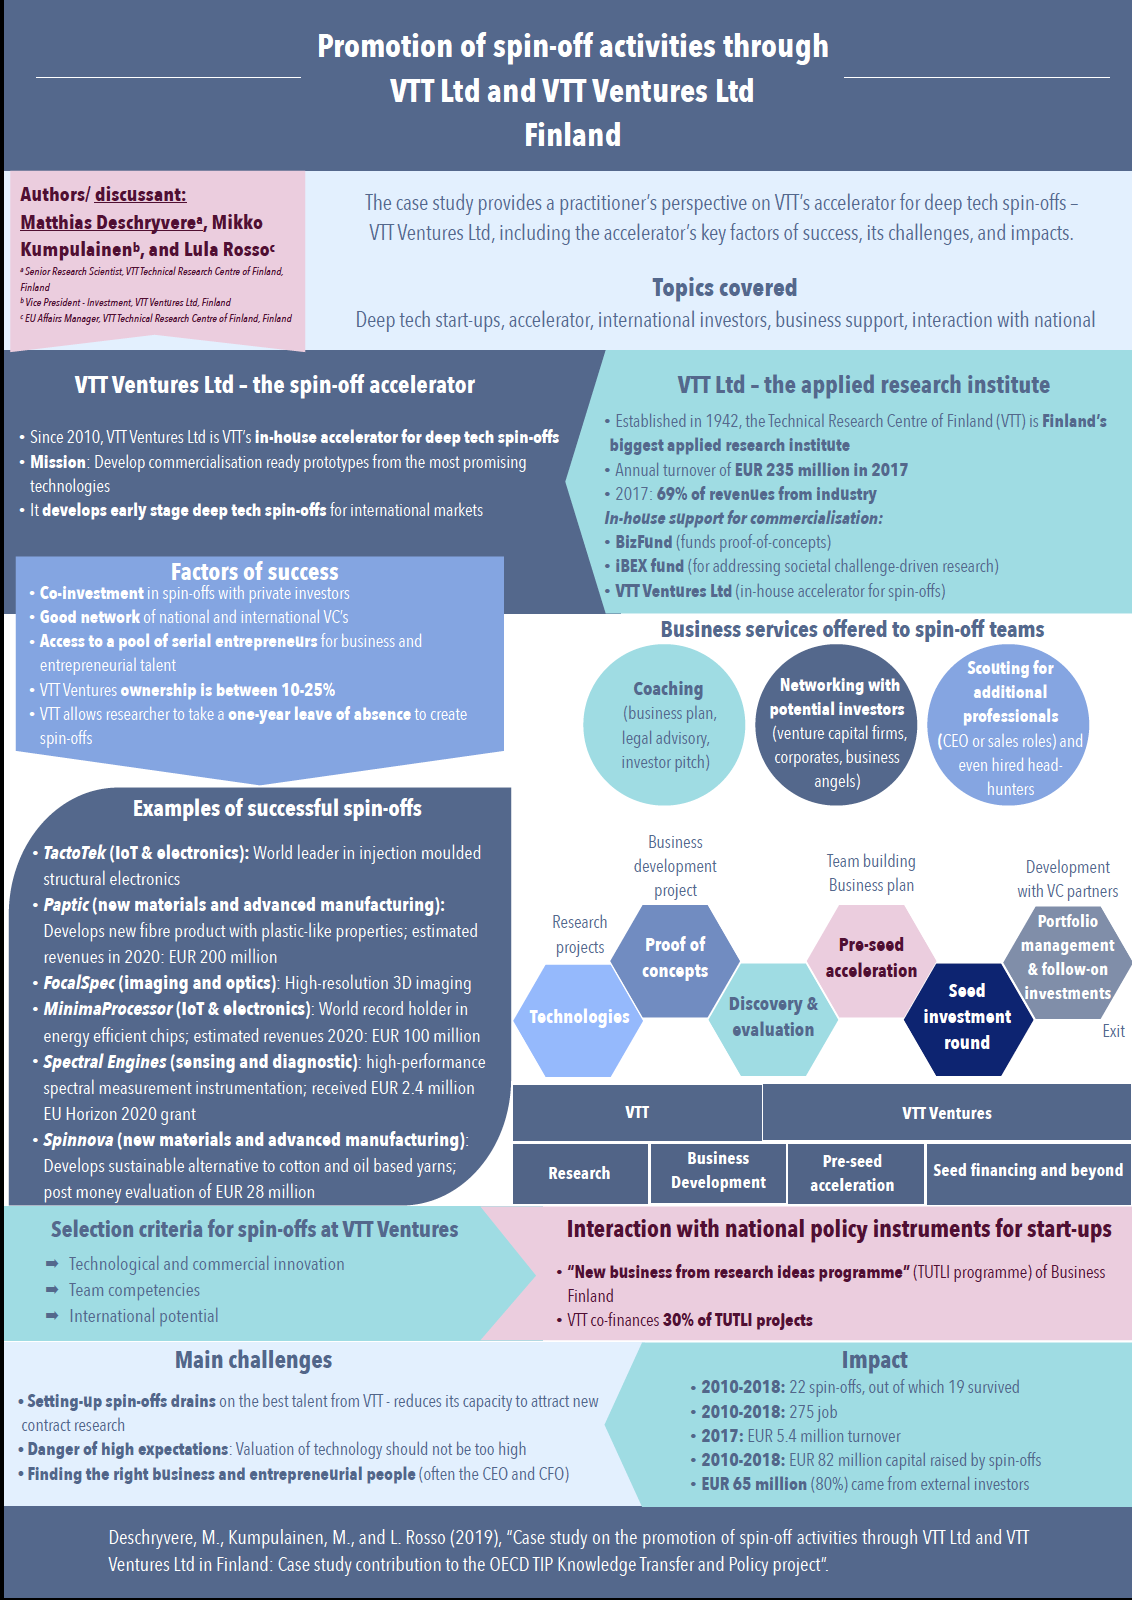 Promotion of spin-off activities through
VTT Ltd and VTT Ventures Ltd
Finland
Authors/ discussant:
Matthias Deschryvereᵃ, Mikko
Kumpulainenᵇ, and Lula Rossoᶜ
ᵃ Senior Research Scientist, VTT Technical Research Centre of Finland,
Finland
ᵇ Vice President - Investment, VTT Ventures Ltd, Finland
ᶜ EU Affairs Manager, VTT Technical Research Centre of Finland, Finland
The case study provides a practitioner's perspective on VTT's accelerator for deep tech spin-offs –
VTT Ventures Ltd, including the accelerator's key factors of success, its challenges, and impacts.
Topics covered
Deep tech start-ups, accelerator, international investors, business support, interaction with national
VTT Ventures Ltd – the spin-off accelerator
• Since 2010, VTT Ventures Ltd is VTT's in-house accelerator for deep tech spin-offs
• Mission: Develop commercialisation ready prototypes from the most promising
technologies
• It develops early stage deep tech spin-offs for international markets
VTT Ltd – the applied research institute
• Established in 1942, the Technical Research Centre of Finland (VTT) is Finland's
biggest applied research institute
• Annual turnover of EUR 235 million in 2017
• 2017: 69% of revenues from industry
In-house support for commercialisation:
• BizFund (funds proof-of-concepts)
• iBEX fund (for addressing societal challenge-driven research)
• VTT Ventures Ltd (in-house accelerator for spin-offs)
Factors of success
• Co-investment in spin-offs with private investors
• Good network of national and international VC's
• Access to a pool of serial entrepreneurs for business and
entrepreneurial talent
• VTT Ventures ownership is between 10-25%
• VTT allows researcher to take a one-year leave of absence to create
spin-offs
Business services offered to spin-off teams
Coaching
(business plan,
legal advisory,
investor pitch)
Networking with
potential investors
(venture capital firms,
corporates, business
angels)
Scouting for
additional
professionals
(CEO or sales roles) and
even hired head-
hunters
Examples of successful spin-offs
• TactoTek (IoT & electronics): World leader in injection moulded
structural electronics
• Paptic (new materials and advanced manufacturing):
Develops new fibre product with plastic-like properties; estimated
revenues in 2020: EUR 200 million
• FocalSpec (imaging and optics): High-resolution 3D imaging
• MinimaProcessor (IoT & electronics): World record holder in
energy efficient chips; estimated revenues 2020: EUR 100 million
• Spectral Engines (sensing and diagnostic): high-performance
spectral measurement instrumentation; received EUR 2.4 million
EU Horizon 2020 grant
• Spinnova (new materials and advanced manufacturing):
Develops sustainable alternative to cotton and oil based yarns;
post money evaluation of EUR 28 million
Research
projects
Business
development
project
Team building
Business plan
Development
with VC partners
Technologies
Proof of
concepts
Discovery &
evaluation
Pre-seed
acceleration
Seed
investment
round
Portfolio
management
& follow-on
investments
Exit
VTT
VTT Ventures
Research
Business
Development
Pre-seed
acceleration
Seed financing and beyond
Selection criteria for spin-offs at VTT Ventures
➡ Technological and commercial innovation
➡ Team competencies
➡ International potential
Interaction with national policy instruments for start-ups
• "New business from research ideas programme" (TUTLI programme) of Business
Finland
• VTT co-finances 30% of TUTLI projects
Main challenges
• Setting-up spin-offs drains on the best talent from VTT - reduces its capacity to attract new
contract research
• Danger of high expectations: Valuation of technology should not be too high
• Finding the right business and entrepreneurial people (often the CEO and CFO)
Impact
• 2010-2018: 22 spin-offs, out of which 19 survived
• 2010-2018: 275 job
• 2017: EUR 5.4 million turnover
• 2010-2018: EUR 82 million capital raised by spin-offs
• EUR 65 million (80%) came from external investors
Deschryvere, M., Kumpulainen, M., and L. Rosso (2019), "Case study on the promotion of spin-off activities through VTT Ltd and VTT
Ventures Ltd in Finland: Case study contribution to the OECD TIP Knowledge Transfer and Policy project".